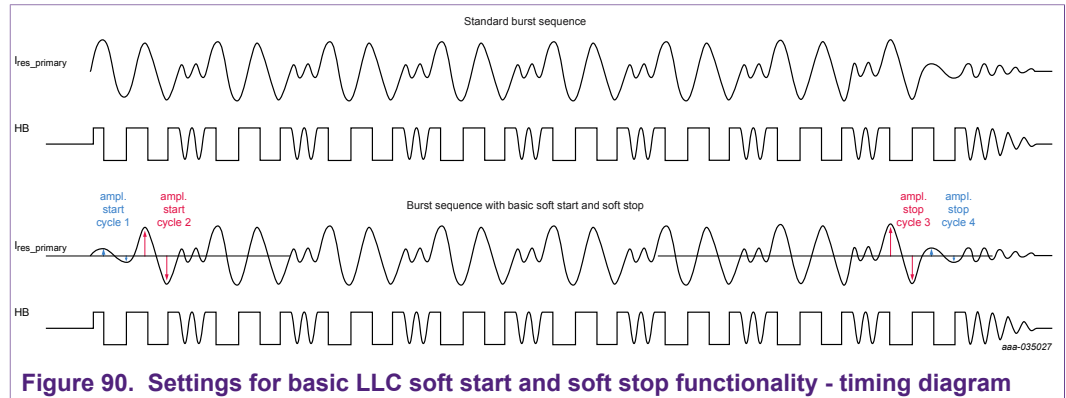 Standard burst sequence
Ires_primary
HB
ampl.
start
cycle 1
ampl.
start
cycle 2
Burst sequence with basic soft start and soft stop
ampl.
stop
cycle 3
ampl.
stop
cycle 4
Ires_primary
HB
aaa-035027
Figure 90. Settings for basic LLC soft start and soft stop functionality - timing diagram